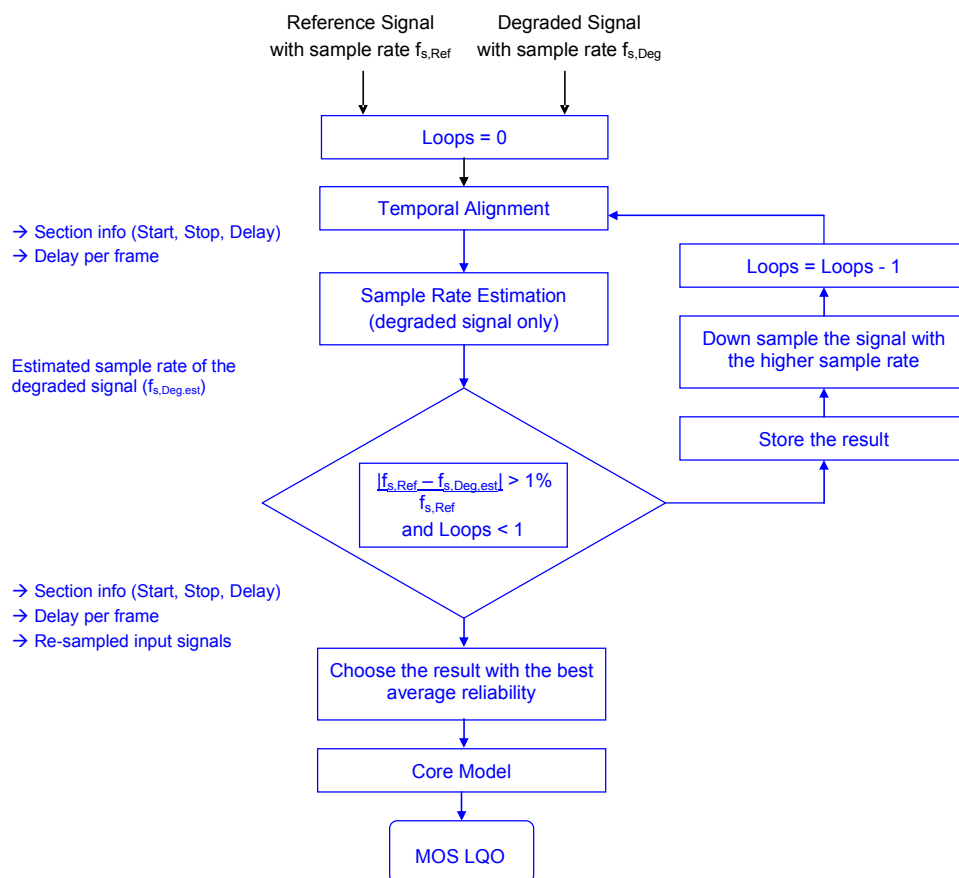 Reference Signal
with sample rate fs,Ref
Degraded Signal
with sample rate fs,Deg
Loops = 0
Temporal Alignment
→ Section info (Start, Stop, Delay)
→ Delay per frame
Sample Rate Estimation
(degraded signal only)
Estimated sample rate of the
degraded signal (fs,Deg.est)
|fs,Ref – fs,Deg,est| > 1%
fs,Ref
and Loops < 1
Loops = Loops - 1
Down sample the signal with
the higher sample rate
Store the result
→ Section info (Start, Stop, Delay)
→ Delay per frame
→ Re-sampled input signals
Choose the result with the best
average reliability
Core Model
MOS LQO